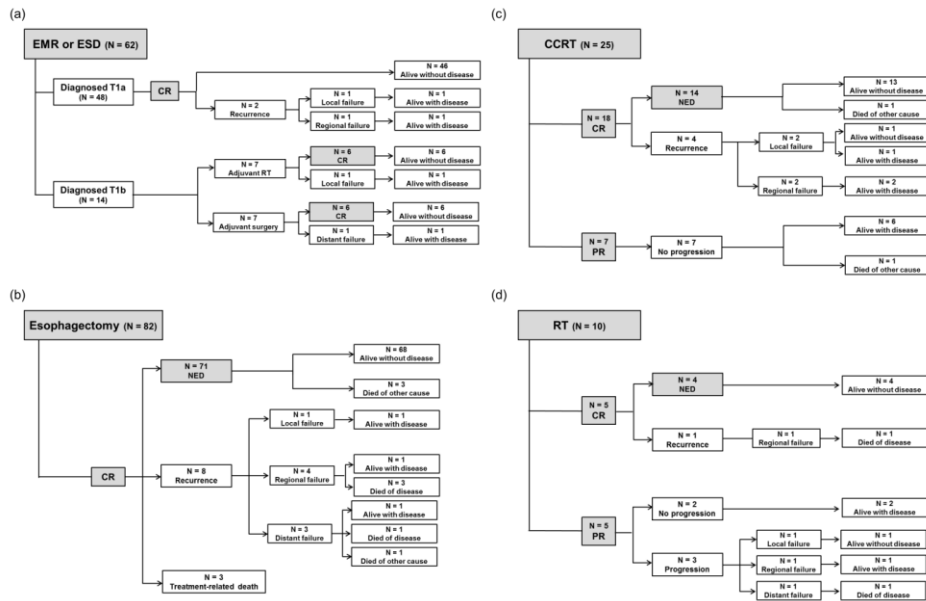 (a)
EMR or ESD (N = 62)
Diagnosed T1a
(N = 48)
CR
N = 46
Alive without disease
N = 2
Recurrence
N = 1
Local failure
N = 1
Alive with disease
N = 1
Regional failure
N = 1
Alive with disease
Diagnosed T1b
(N = 14)
N = 7
Adjuvant RT
N = 6
CR
N = 6
Alive without disease
N = 1
Local failure
N = 1
Alive with disease
N = 7
Adjuvant surgery
N = 6
CR
N = 6
Alive without disease
N = 1
Distant failure
N = 1
Alive with disease
(b)
Esophagectomy (N = 82)
CR
N = 71
NED
N = 68
Alive without disease
N = 3
Died of other cause
N = 8
Recurrence
N = 1
Local failure
N = 1
Alive with disease
N = 4
Regional failure
N = 1
Alive with disease
N = 3
Died of disease
N = 3
Distant failure
N = 1
Alive with disease
N = 1
Died of disease
N = 1
Died of other cause
N = 3
Treatment-related death
(c)
CCRT (N = 25)
N = 18
CR
N = 14
NED
N = 13
Alive without disease
N = 1
Died of other cause
N = 4
Recurrence
N = 2
Local failure
N = 1
Alive without disease
N = 1
Alive with disease
N = 2
Regional failure
N = 2
Alive with disease
N = 7
PR
N = 7
No progression
N = 6
Alive with disease
N = 1
Died of other cause
(d)
RT (N = 10)
N = 5
CR
N = 4
NED
N = 4
Alive without disease
N = 1
Recurrence
N = 1
Regional failure
N = 1
Died of disease
N = 5
PR
N = 2
No progression
N = 2
Alive with disease
N = 3
Progression
N = 1
Local failure
N = 1
Alive without disease
N = 1
Regional failure
N = 1
Alive with disease
N = 1
Distant failure
N = 1
Died of disease